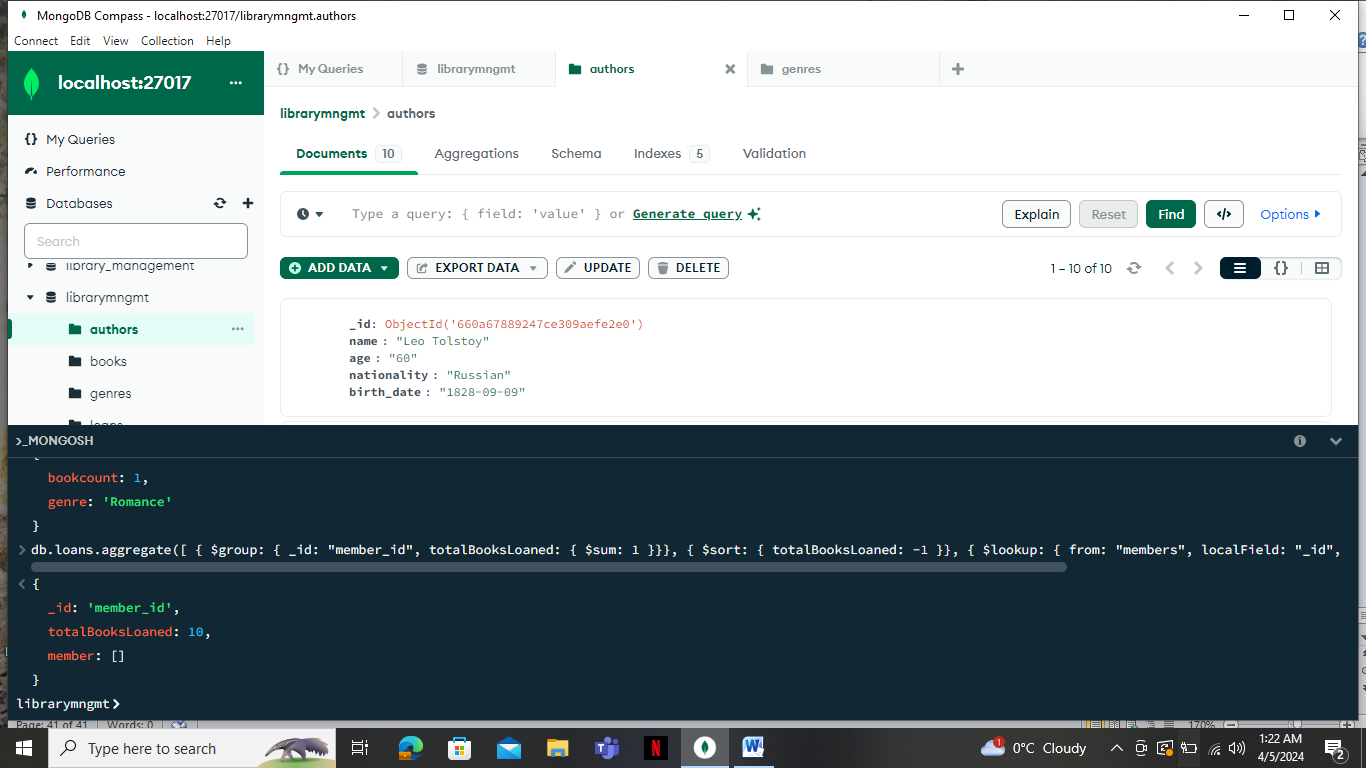 MongoDB Compass - localhost:27017/librarymngmt.authors
Connect Edit View Collection Help
localhost:27017 ...
{} My Queries
librarymngmt
authors
genres
librarymngmt > authors
My Queries
Performance
Databases
Search
library_management
librarymngmt
authors ...
books
genres
loans
Documents 10 Aggregations Schema Indexes 5 Validation
Type a query: { field: 'value' } or Generate query
Explain Reset Find </> Options
ADD DATA EXPORT DATA UPDATE DELETE
1 – 10 of 10
_id: ObjectId('660a67889247ce309aefe2e0')
name : "Leo Tolstoy"
age : "60"
nationality : "Russian"
birth_date : "1828-09-09"
>_MONGOSH
{
bookcount: 1,
genre: 'Romance'
}
> db.loans.aggregate([ { $group: { _id: "member_id", totalBooksLoaned: { $sum: 1 }}}, { $sort: { totalBooksLoaned: -1 }}, { $lookup: { from: "members", localField: "_id",
< {
_id: 'member_id',
totalBooksLoaned: 10,
member: []
}
librarymngmt>
Page: 41 of 41 Words: 0 170%
Type here to search
1
0°C Cloudy
1:22 AM
4/5/2024
2